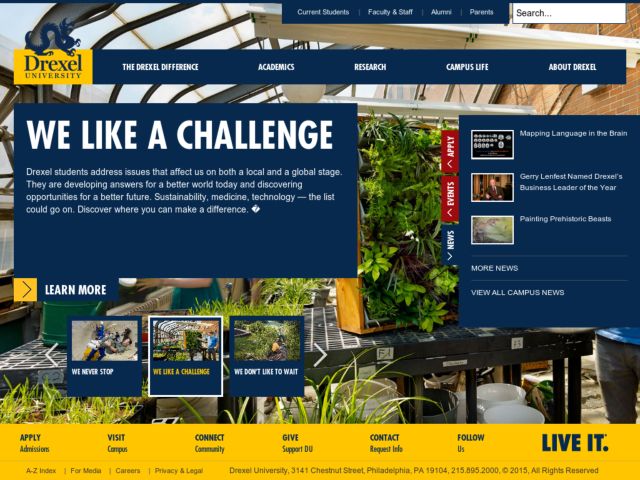 Current Students | Faculty & Staff | Alumni | Parents
Search...
Drexel
UNIVERSITY
THE DREXEL DIFFERENCE
ACADEMICS
RESEARCH
CAMPUS LIFE
ABOUT DREXEL
WE LIKE A CHALLENGE
Drexel students address issues that affect us on both a local and a global stage.
They are developing answers for a better world today and discovering
opportunities for a better future. Sustainability, medicine, technology — the list
could go on. Discover where you can make a difference. �
LEARN MORE
WE NEVER STOP
WE LIKE A CHALLENGE
WE DON'T LIKE TO WAIT
APPLY
EVENTS
NEWS
Mapping Language in the Brain
Gerry Lenfest Named Drexel's
Business Leader of the Year
Painting Prehistoric Beasts
MORE NEWS
VIEW ALL CAMPUS NEWS
APPLY
Admissions
VISIT
Campus
CONNECT
Community
GIVE
Support DU
CONTACT
Request Info
FOLLOW
Us
LIVE IT.
A-Z Index | For Media | Careers | Privacy & Legal
Drexel University, 3141 Chestnut Street, Philadelphia, PA 19104, 215.895.2000, © 2015, All Rights Reserved